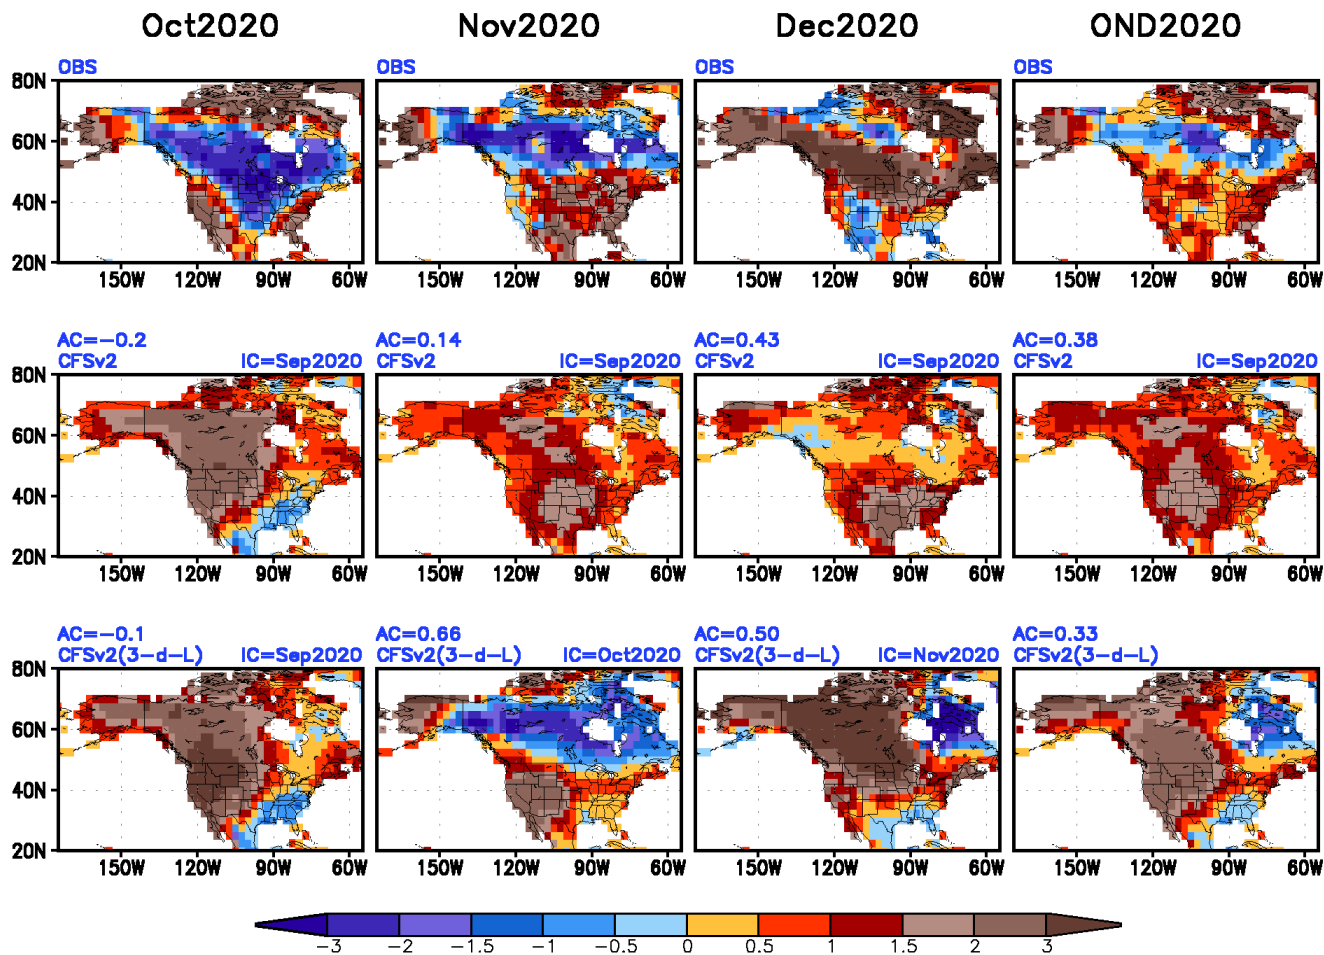 Oct2020 Nov2020 Dec2020 OND2020
OBS OBS OBS OBS
80N
60N
40N
20N
150W 120W 90W 60W 150W 120W 90W 60W 150W 120W 90W 60W 150W 120W 90W 60W
AC=-0.2 AC=0.14 AC=0.43 AC=0.38
CFSv2 IC=Sep2020 CFSv2 IC=Sep2020 CFSv2 IC=Sep2020 CFSv2 IC=Sep2020
80N
60N
40N
20N
150W 120W 90W 60W 150W 120W 90W 60W 150W 120W 90W 60W 150W 120W 90W 60W
AC=-0.1 AC=0.66 AC=0.50 AC=0.33
CFSv2(3-d-L) IC=Sep2020 CFSv2(3-d-L) IC=Oct2020 CFSv2(3-d-L) IC=Nov2020 CFSv2(3-d-L)
80N
60N
40N
20N
150W 120W 90W 60W 150W 120W 90W 60W 150W 120W 90W 60W 150W 120W 90W 60W
-3 -2 -1.5 -1 -0.5 0 0.5 1 1.5 2 3